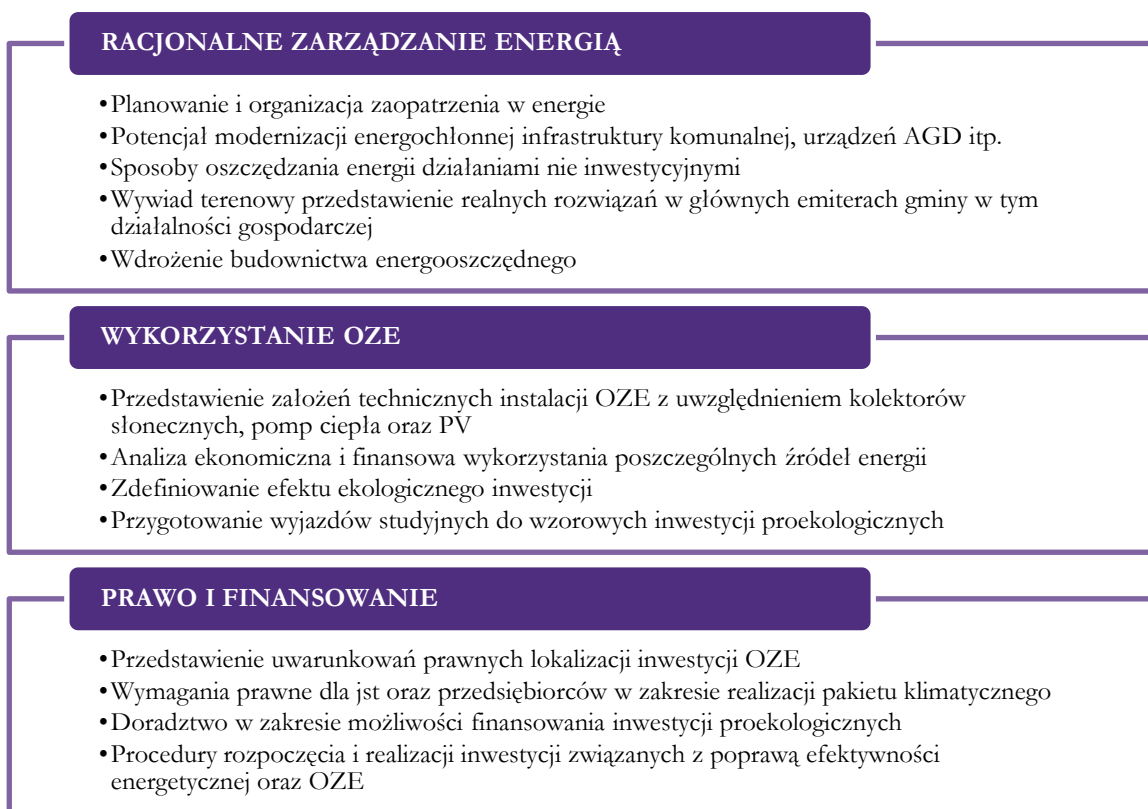 RACJONALNE ZARZĄDZANIE ENERGIĄ
•Planowanie i organizacja zaopatrzenia w energie
•Potencjał modernizacji energochłonnej infrastruktury komunalnej, urządzeń AGD itp.
•Sposoby oszczędzania energii działaniami nie inwestycyjnymi
•Wywiad terenowy przedstawienie realnych rozwiązań w głównych emiterach gminy w tym
działalności gospodarczej
•Wdrożenie budownictwa energooszczędnego
WYKORZYSTANIE OZE
•Przedstawienie założeń technicznych instalacji OZE z uwzględnieniem kolektorów
słonecznych, pomp ciepła oraz PV
•Analiza ekonomiczna i finansowa wykorzystania poszczególnych źródeł energii
•Zdefiniowanie efektu ekologicznego inwestycji
•Przygotowanie wyjazdów studyjnych do wzorowych inwestycji proekologicznych
PRAWO I FINANSOWANIE
•Przedstawienie uwarunkowań prawnych lokalizacji inwestycji OZE
•Wymagania prawne dla jst oraz przedsiębiorców w zakresie realizacji pakietu klimatycznego
•Doradztwo w zakresie możliwości finansowania inwestycji proekologicznych
•Procedury rozpoczęcia i realizacji inwestycji związanych z poprawą efektywności
energetycznej oraz OZE